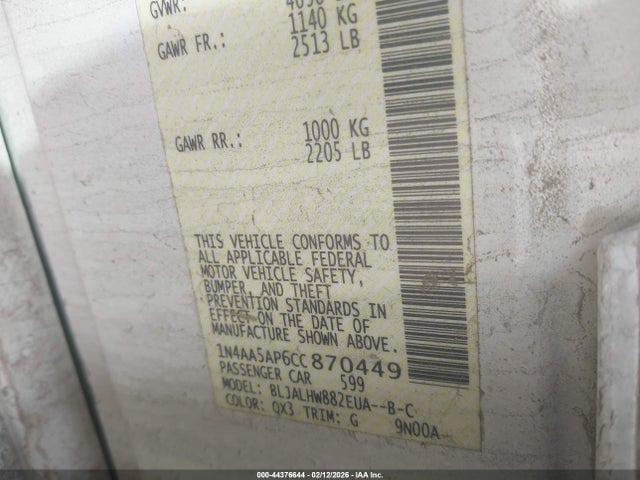 GVWR:
1140 KG
GAWR FR.: 2513 LB
1000 KG
GAWR RR.: 2205 LB
THIS VEHICLE CONFORMS TO
ALL APPLICABLE FEDERAL
MOTOR VEHICLE SAFETY,
BUMPER, AND THEFT
PREVENTION STANDARDS IN
EFFECT ON THE DATE OF
MANUFACTURE SHOWN ABOVE.
1N4AA5AP6CC870449
PASSENGER CAR 599
MODEL: BLJALHW882EUA--B-C
COLOR: QX3 TRIM: G 9N00A
000-44376644 - 02/12/2026 - IAA Inc.